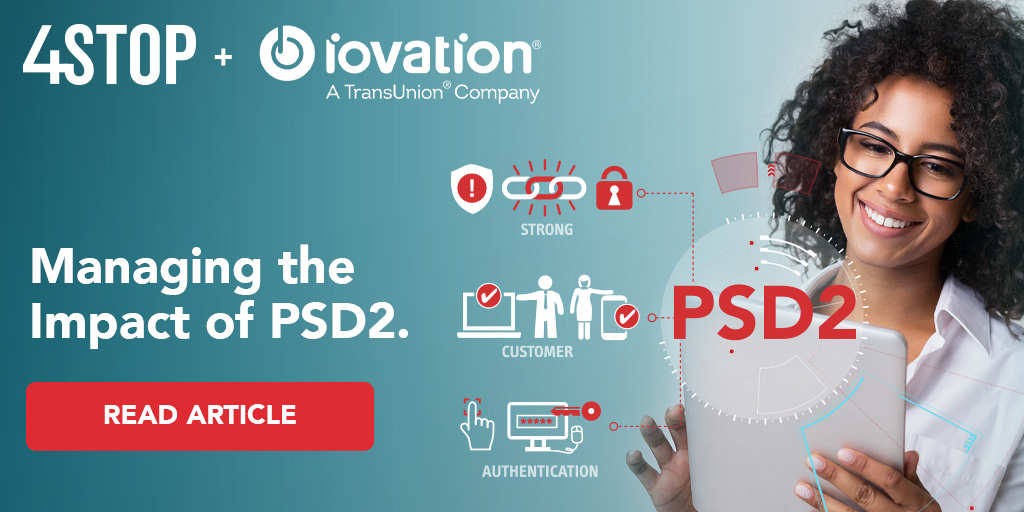 4STOP + iovation®
A TransUnion® Company
STRONG
Managing the
Impact of PSD2.
PSD2
CUSTOMER
READ ARTICLE
*****
AUTHENTICATION